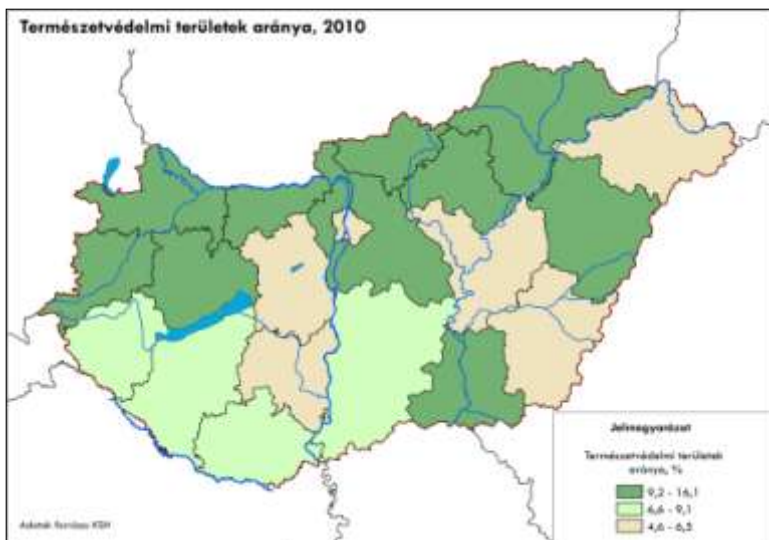 Természetvédelmi területek aránya, 2010
Jelmagyarázat
Természetvédelmi területek
aránya, %
9,2 - 16,1
6,6 - 9,1
4,6 - 6,5
Adatok forrása: KSH